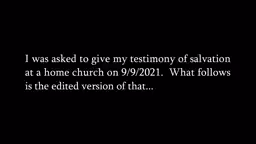 I was asked to give my testimony of salvation
at a home church on 9/9/2021.  What follows
is the edited version of that...